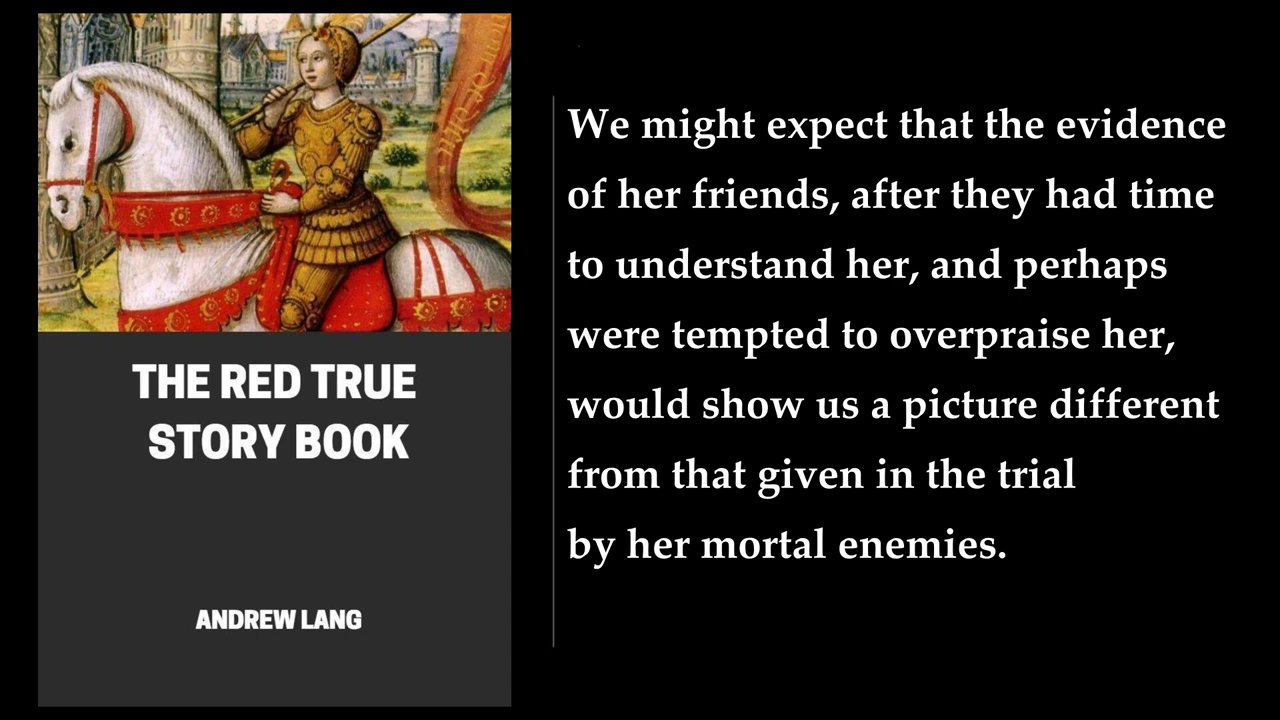 THE RED TRUE
STORY BOOK
ANDREW LANG
We might expect that the evidence
of her friends, after they had time
to understand her, and perhaps
were tempted to overpraise her,
would show us a picture different
from that given in the trial
by her mortal enemies.